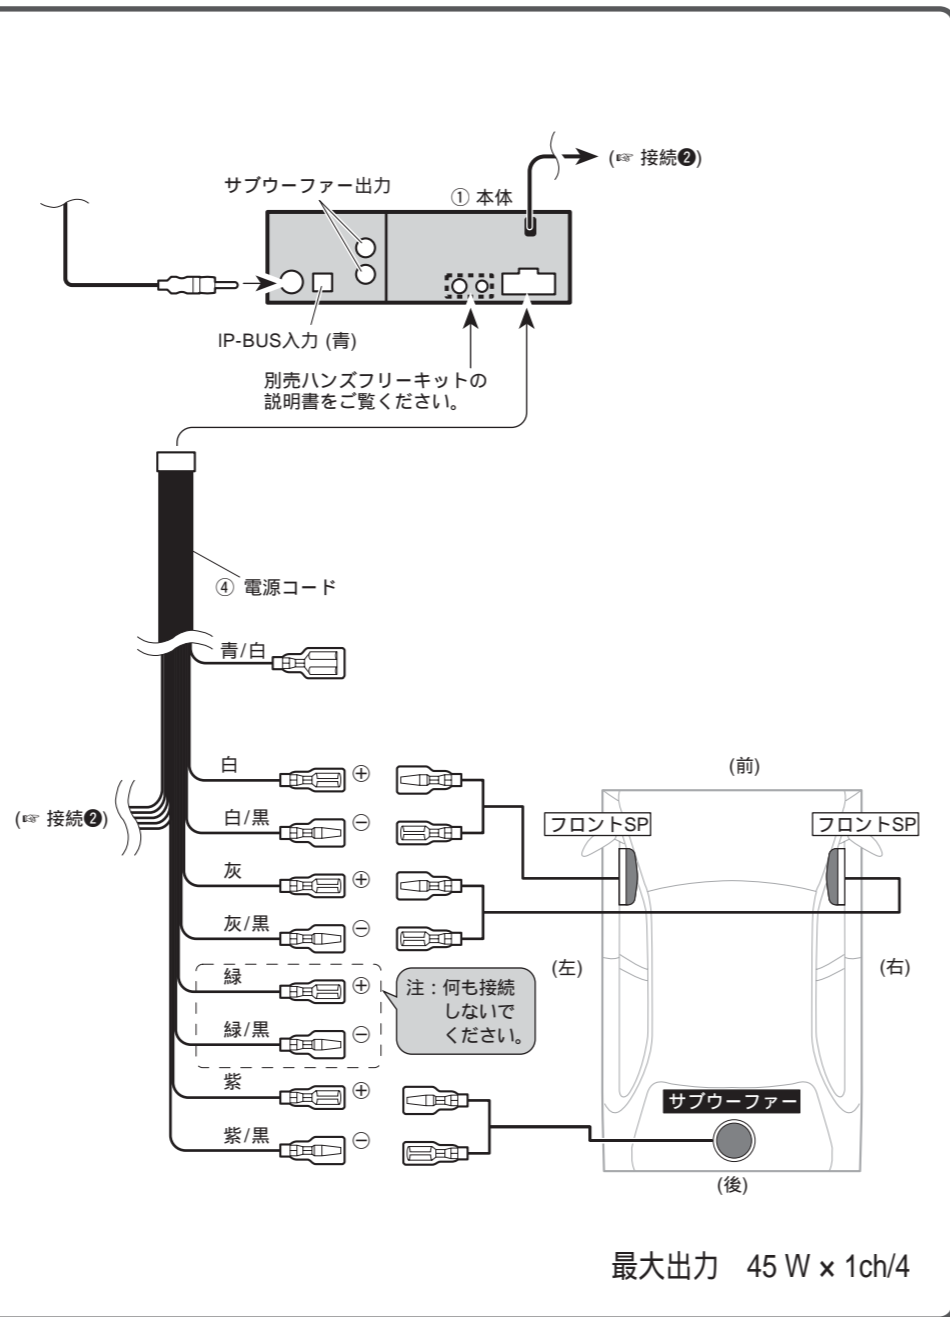 (☞ 接続❷)
サブウーファー出力
① 本体
IP-BUS入力 (青)
別売ハンズフリーキットの
説明書をご覧ください。
④ 電源コード
青/白
白
⊕
白/黒
⊖
(☞ 接続❷)
灰
⊕
灰/黒
⊖
緑
⊕
緑/黒
⊖
注：何も接続
しないで
ください。
紫
⊕
紫/黒
⊖
(前)
フロントSP
フロントSP
(左)
(右)
サブウーファー
(後)
最大出力　45 W × 1ch/4